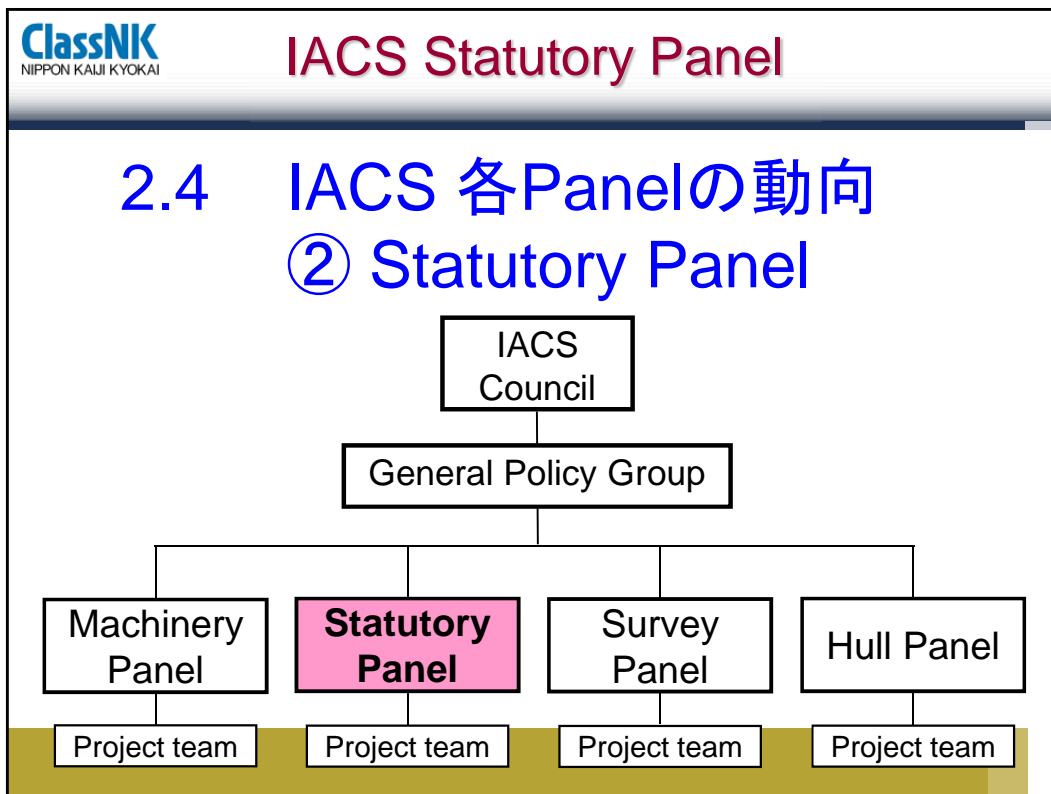 ClassNK
NIPPON KAIJI KYOKAI
IACS Statutory Panel
2.4 IACS 各Panelの動向
② Statutory Panel
IACS
Council
General Policy Group
Machinery
Panel
Statutory
Panel
Survey
Panel
Hull Panel
Project team
Project team
Project team
Project team